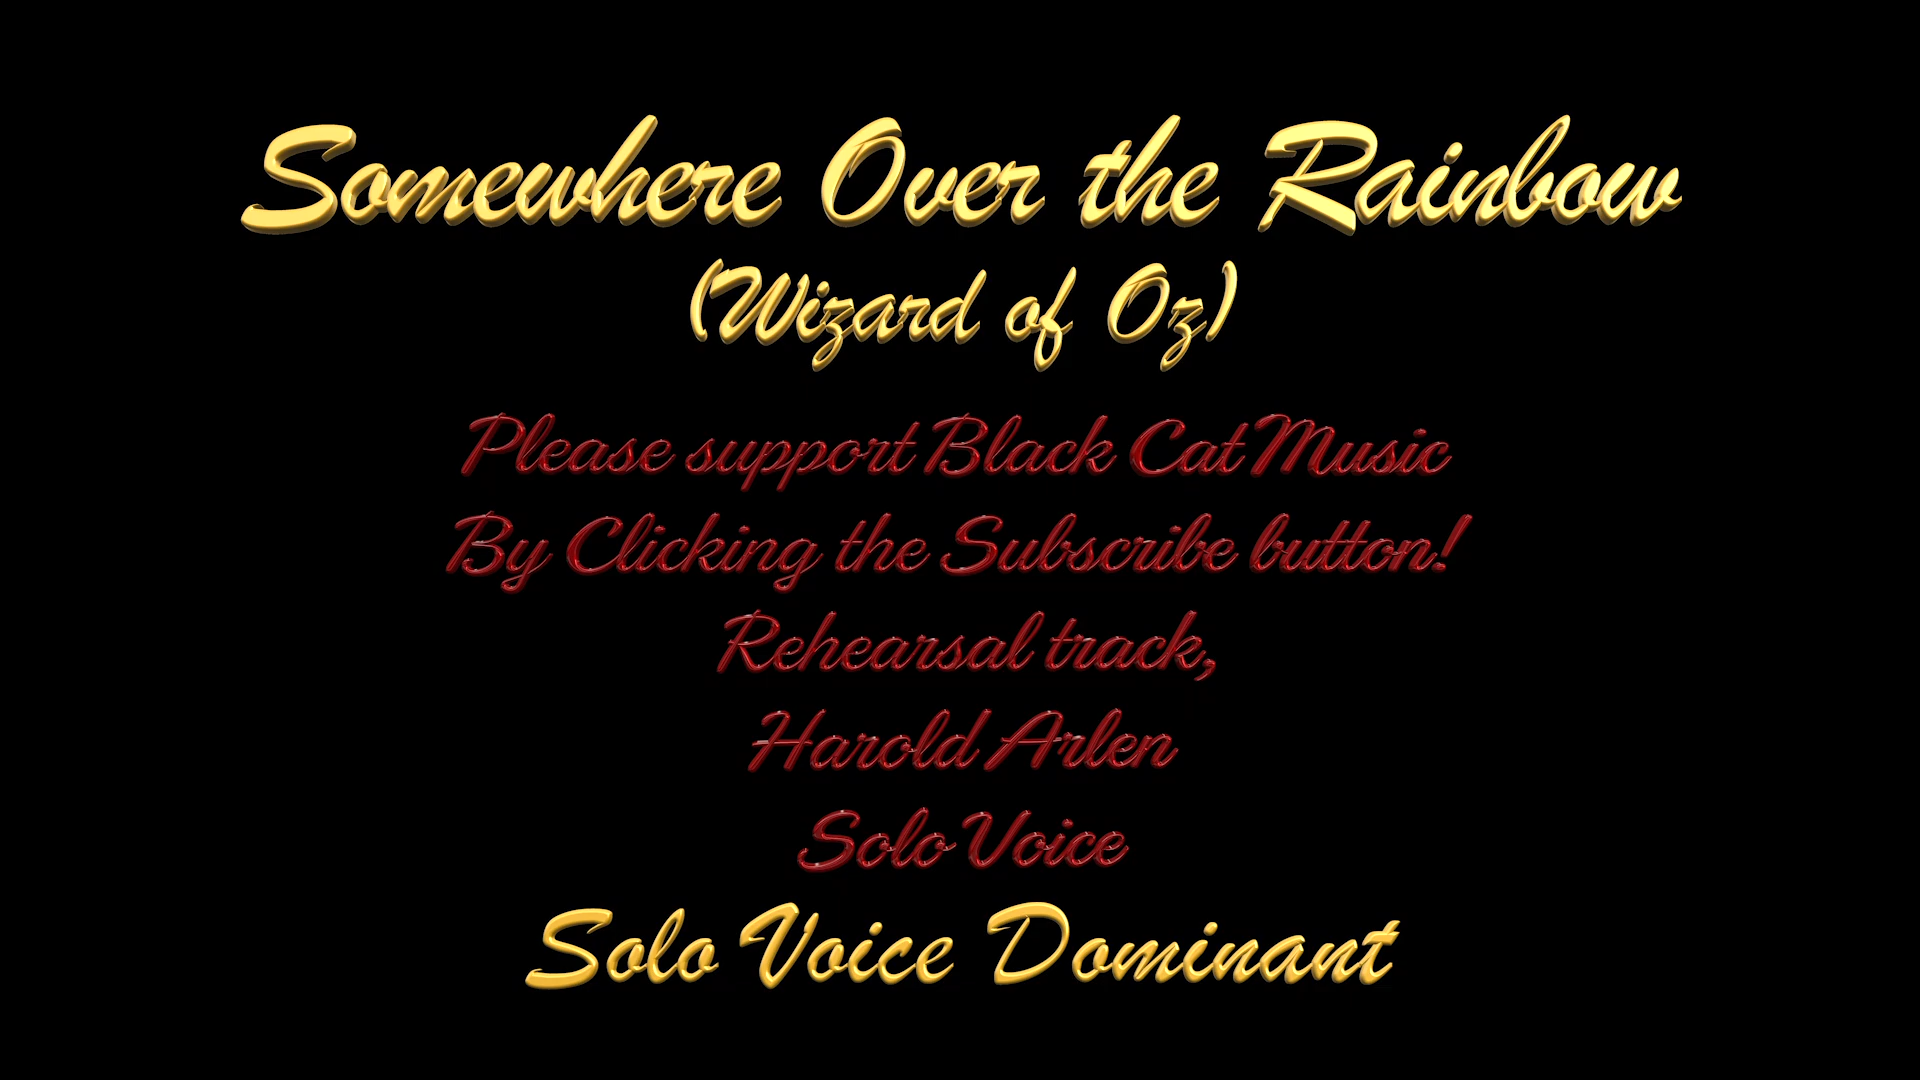 Somewhere Over the Rainbow
(Wizard of Oz)
Please support Black Cat Music
By Clicking the Subscribe button!
Rehearsal track,
Harold Arlen
Solo Voice
Solo Voice Dominant